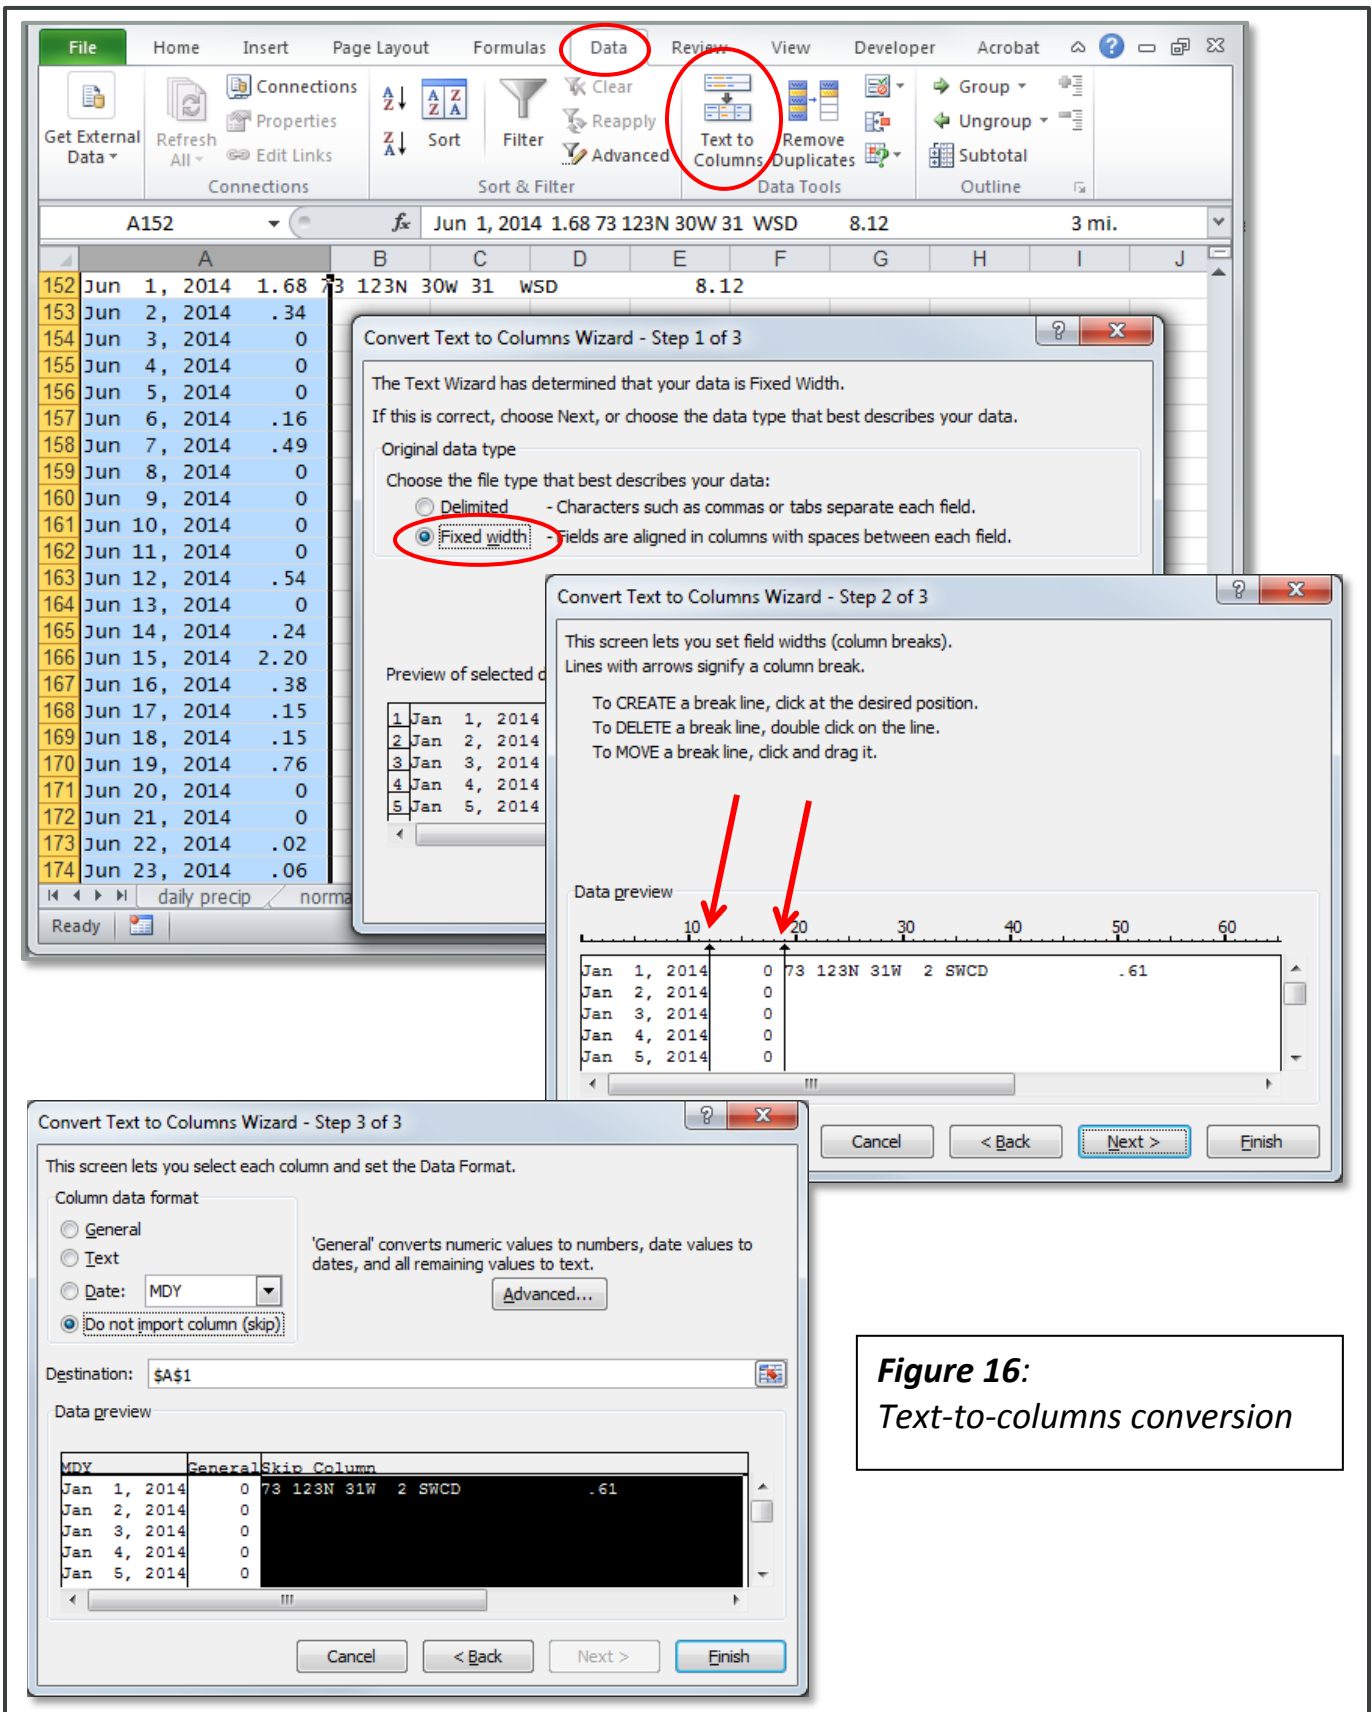 File Home Insert Page Layout Formulas Data Review View Developer Acrobat
Get External Data
Refresh All
Connections
Properties
Edit Links
Connections
Sort
Filter
Clear
Reapply
Advanced
Sort & Filter
Text to Columns
Remove Duplicates
Data Tools
Group
Ungroup
Subtotal
Outline
A152 fx Jun 1, 2014 1.68 73 123N 30W 31 WSD 8.12 3 mi.
A B C D E F G H I J
152 Jun 1, 2014 1.68 73 123N 30W 31 WSD 8.12
153 Jun 2, 2014 .34
154 Jun 3, 2014 0
155 Jun 4, 2014 0
156 Jun 5, 2014 0
157 Jun 6, 2014 .16
158 Jun 7, 2014 .49
159 Jun 8, 2014 0
160 Jun 9, 2014 0
161 Jun 10, 2014 0
162 Jun 11, 2014 0
163 Jun 12, 2014 .54
164 Jun 13, 2014 0
165 Jun 14, 2014 .24
166 Jun 15, 2014 2.20
167 Jun 16, 2014 .38
168 Jun 17, 2014 .15
169 Jun 18, 2014 .15
170 Jun 19, 2014 .76
171 Jun 20, 2014 0
172 Jun 21, 2014 0
173 Jun 22, 2014 .02
174 Jun 23, 2014 .06
daily precip norma
Ready
Convert Text to Columns Wizard - Step 1 of 3
The Text Wizard has determined that your data is Fixed Width.
If this is correct, choose Next, or choose the data type that best describes your data.
Original data type
Choose the file type that best describes your data:
Delimited - Characters such as commas or tabs separate each field.
Fixed width - Fields are aligned in columns with spaces between each field.
Preview of selected d
1 Jan 1, 2014
2 Jan 2, 2014
3 Jan 3, 2014
4 Jan 4, 2014
5 Jan 5, 2014
Convert Text to Columns Wizard - Step 2 of 3
This screen lets you set field widths (column breaks).
Lines with arrows signify a column break.
To CREATE a break line, click at the desired position.
To DELETE a break line, double click on the line.
To MOVE a break line, click and drag it.
Data preview
10 20 30 40 50 60
Jan 1, 2014 0 73 123N 31W 2 SWCD .61
Jan 2, 2014 0
Jan 3, 2014 0
Jan 4, 2014 0
Jan 5, 2014 0
Cancel < Back Next > Finish
Convert Text to Columns Wizard - Step 3 of 3
This screen lets you select each column and set the Data Format.
Column data format
General
Text
Date: MDY
Do not import column (skip)
'General' converts numeric values to numbers, date values to
dates, and all remaining values to text.
Advanced...
Destination: $A$1
Data preview
MDY General Skip Column
Jan 1, 2014 0 73 123N 31W 2 SWCD .61
Jan 2, 2014 0
Jan 3, 2014 0
Jan 4, 2014 0
Jan 5, 2014 0
Cancel < Back Next > Finish
Figure 16:
Text-to-columns conversion